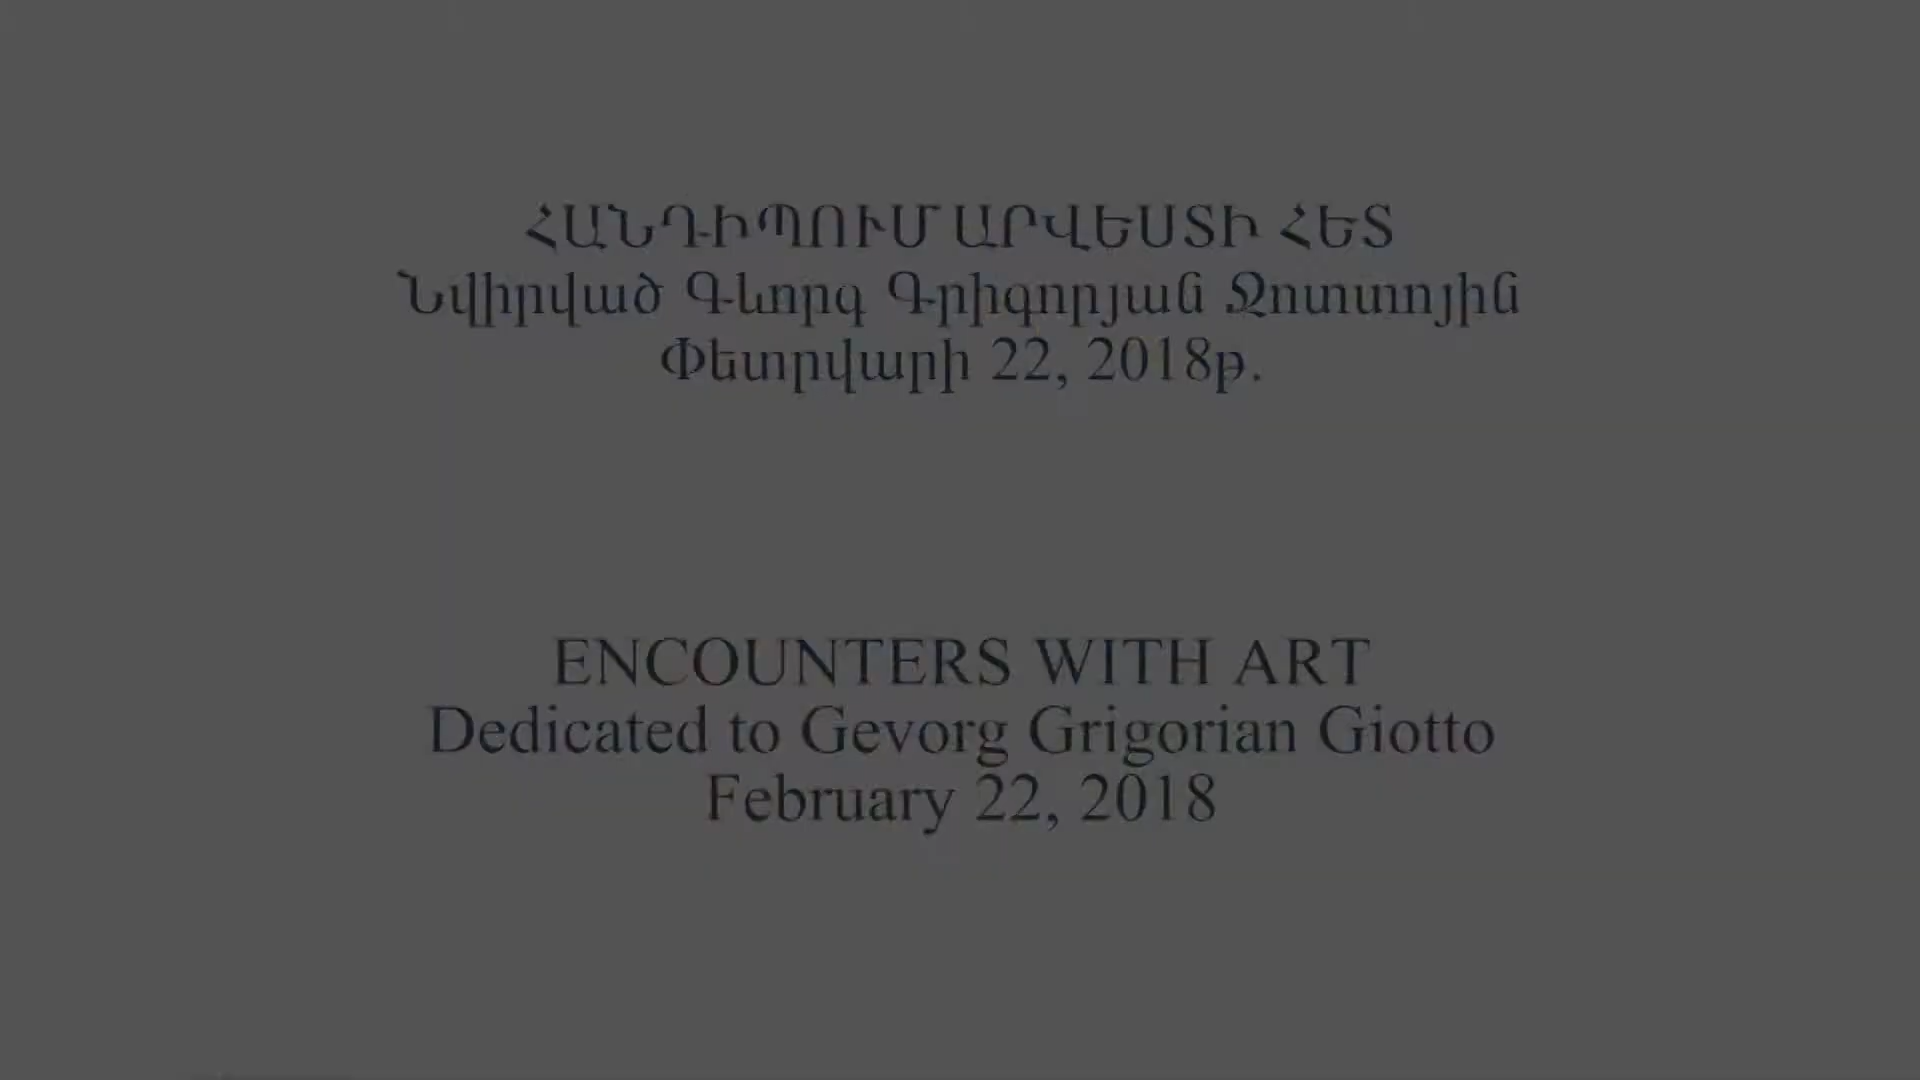 ՀԱՆԴԻՊՈՒՄ ԱՐՎԵՍՏԻ ՀԵՏ
Նվիրված Գևորգ Գրիգորյան Ջոտտոյին
Փետրվարի 22, 2018թ.
ENCOUNTERS WITH ART
Dedicated to Gevorg Grigorian Giotto
February 22, 2018